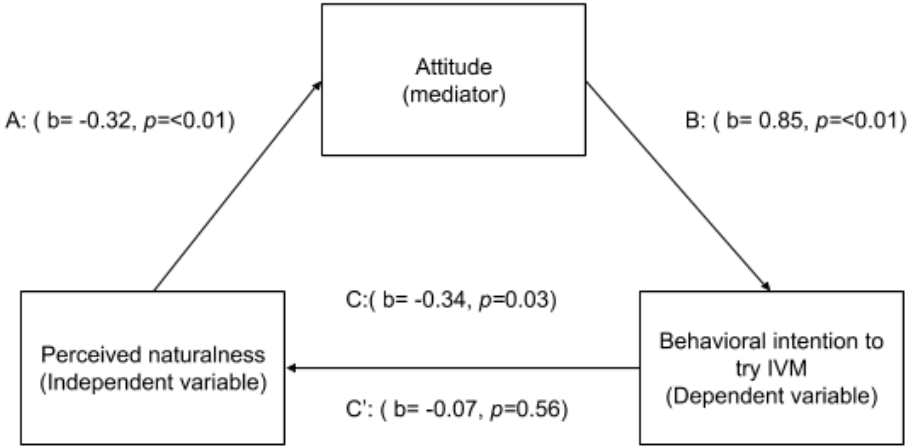 Attitude
(mediator)
A: ( b= -0.32, p=<0.01)
B: ( b= 0.85, p=<0.01)
C:( b= -0.34, p=0.03)
Perceived naturalness
(Independent variable)
Behavioral intention to
try IVM
(Dependent variable)
C': ( b= -0.07, p=0.56)